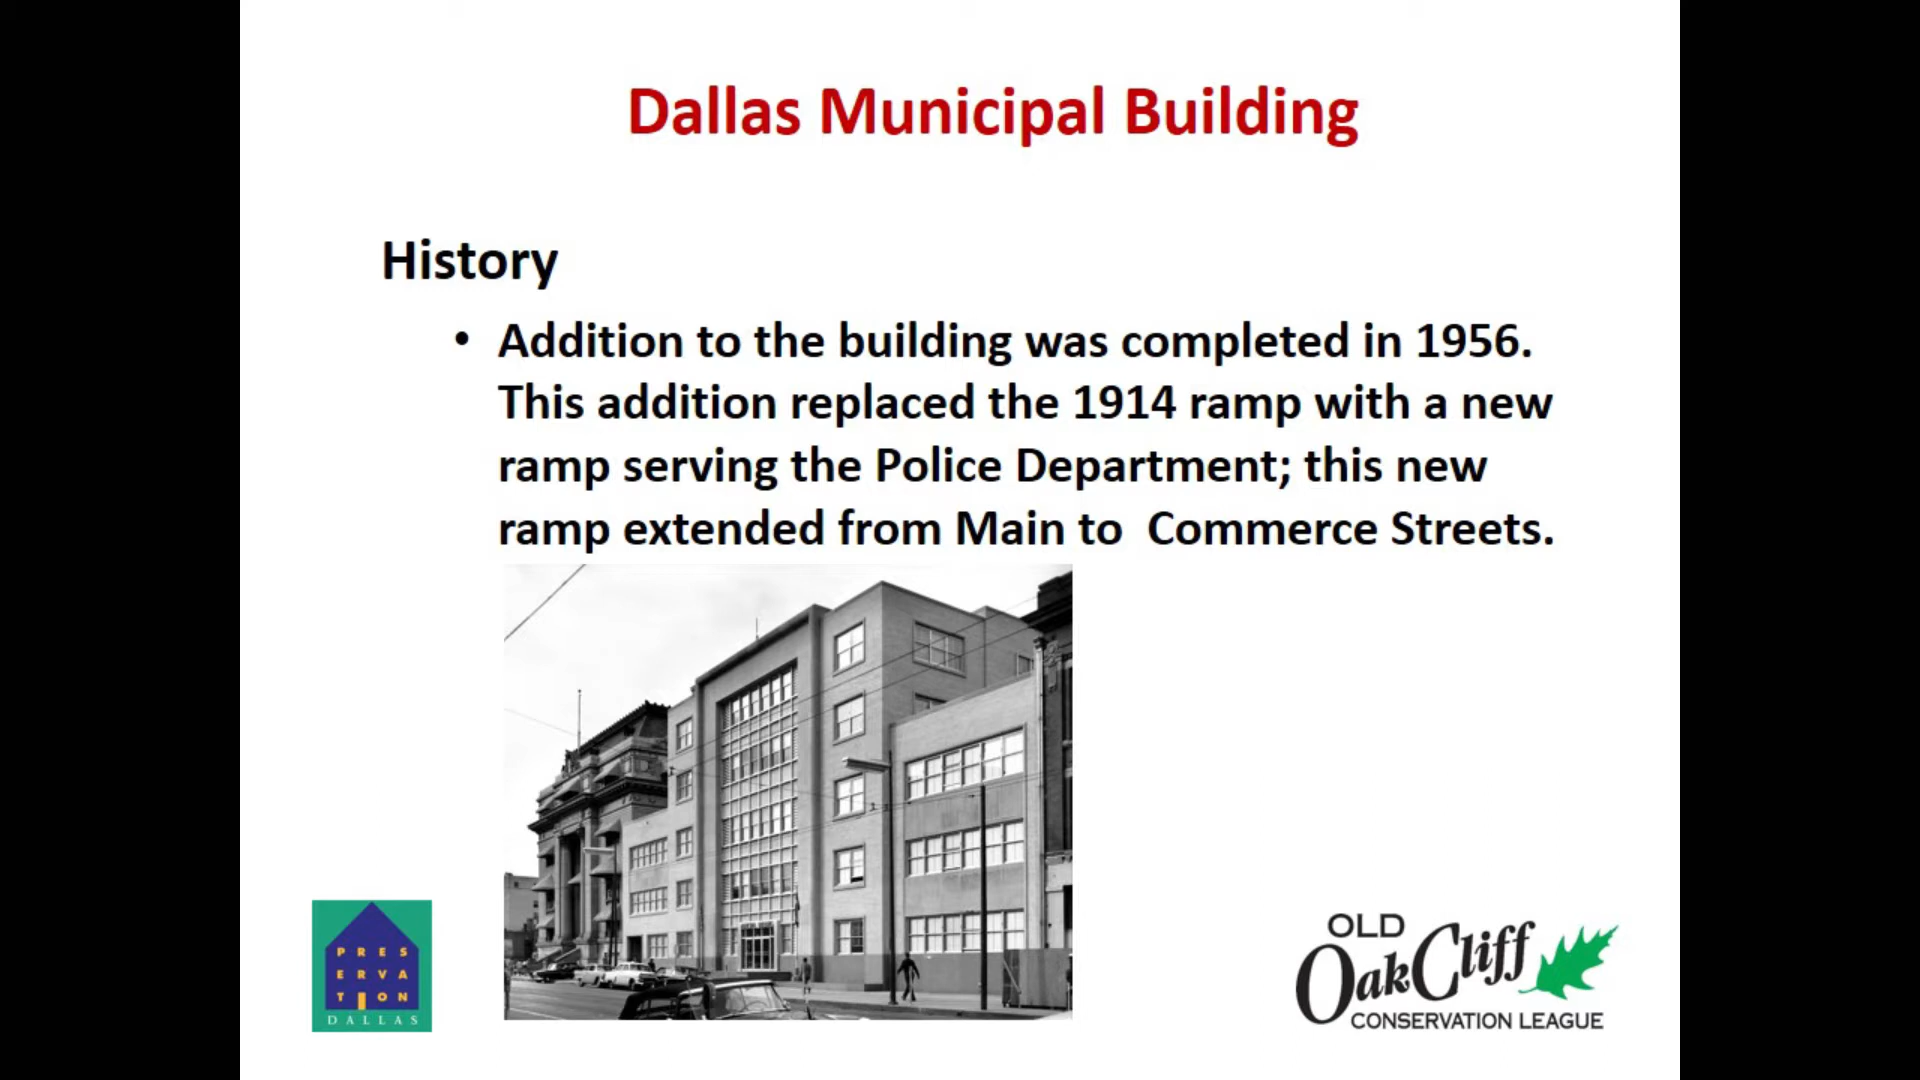 Dallas Municipal Building
History
• Addition to the building was completed in 1956.
This addition replaced the 1914 ramp with a new
ramp serving the Police Department; this new
ramp extended from Main to  Commerce Streets.
PRES
ERVA
TION
DALLAS
OLD
Oak Cliff
CONSERVATION LEAGUE